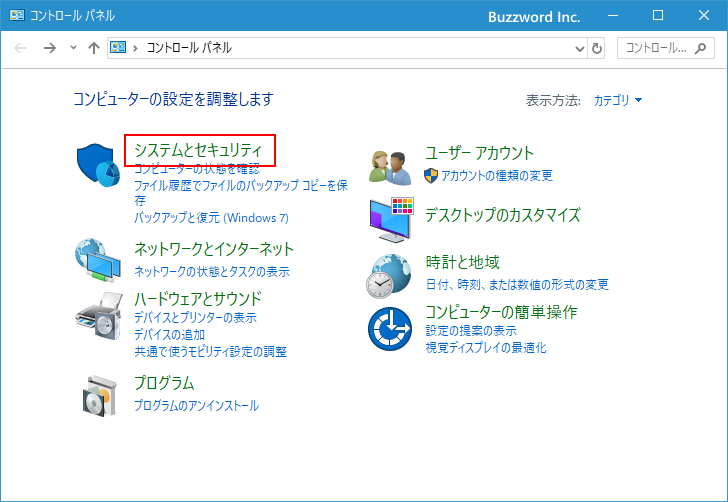 コントロール パネル
Buzzword Inc.
コントロール パネル
コントロール...
コンピューターの設定を調整します
表示方法: カテゴリ
システムとセキュリティ
コンピューターの状態を確認
ファイル履歴でファイルのバックアップ コピーを保
存
バックアップと復元 (Windows 7)
ネットワークとインターネット
ネットワークの状態とタスクの表示
ハードウェアとサウンド
デバイスとプリンターの表示
デバイスの追加
共通で使うモビリティ設定の調整
プログラム
プログラムのアンインストール
ユーザー アカウント
アカウントの種類の変更
デスクトップのカスタマイズ
時計と地域
日付、時刻、または数値の形式の変更
コンピューターの簡単操作
設定の提案の表示
視覚ディスプレイの最適化